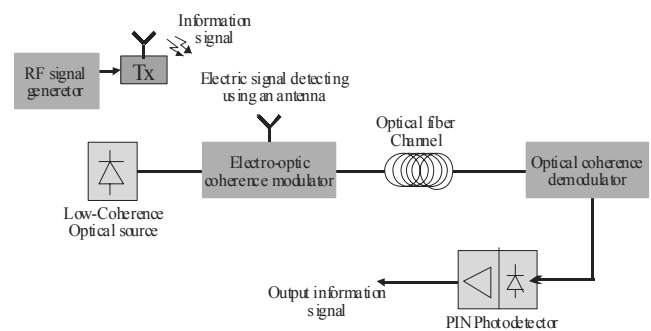 Information
signal
RF signal
generetor
Tx
Electric signal detecting
using an antenna
Optical fiber
Channel
Electro-optic
coherence modulator
Optical coherence
demodulator
Low-Coherence
Optical source
Output information
signal
PIN Photodetector